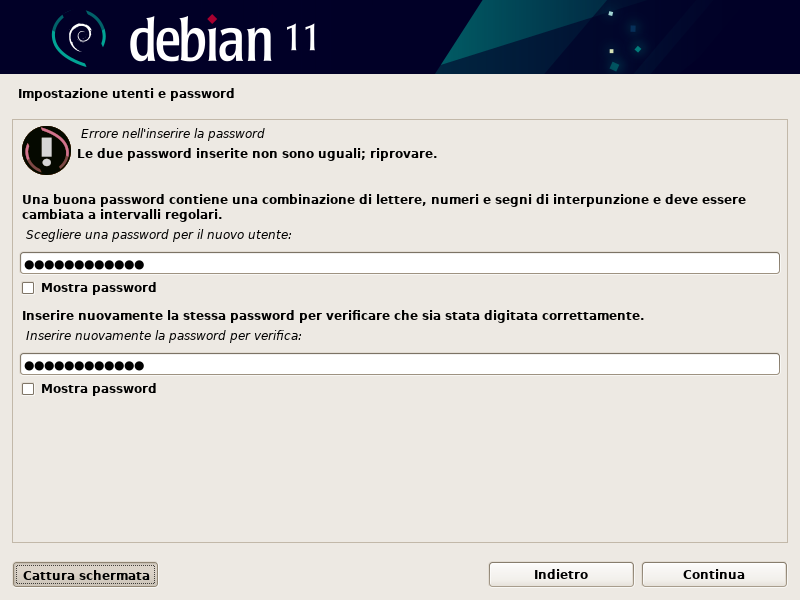 debian 11
Impostazione utenti e password
Errore nell'inserire la password
Le due password inserite non sono uguali; riprovare.
Una buona password contiene una combinazione di lettere, numeri e segni di interpunzione e deve essere
cambiata a intervalli regolari.
Scegliere una password per il nuovo utente:
●●●●●●●●●●●●
Mostra password
Inserire nuovamente la stessa password per verificare che sia stata digitata correttamente.
Inserire nuovamente la password per verifica:
●●●●●●●●●●●●
Mostra password
Cattura schermata
Indietro
Continua